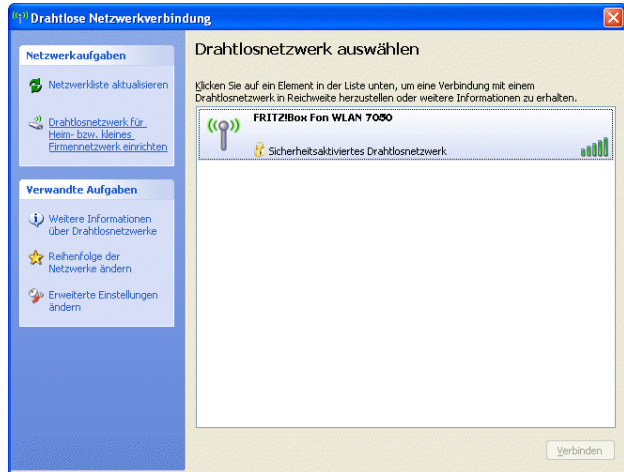 Drahtlose Netzwerkverbindung
Netzwerkaufgaben
Netzwerkliste aktualisieren
Drahtlosnetzwerk für
Heim- bzw. kleines
Firmennetzwerk einrichten
Verwandte Aufgaben
Weitere Informationen
über Drahtlosnetzwerke
Reihenfolge der
Netzwerke ändern
Erweiterte Einstellungen
ändern
Drahtlosnetzwerk auswählen
Klicken Sie auf ein Element in der Liste unten, um eine Verbindung mit einem
Drahtlosnetzwerk in Reichweite herzustellen oder weitere Informationen zu erhalten.
FRITZ!Box Fon WLAN 7050
Sicherheitsaktiviertes Drahtlosnetzwerk
Verbinden